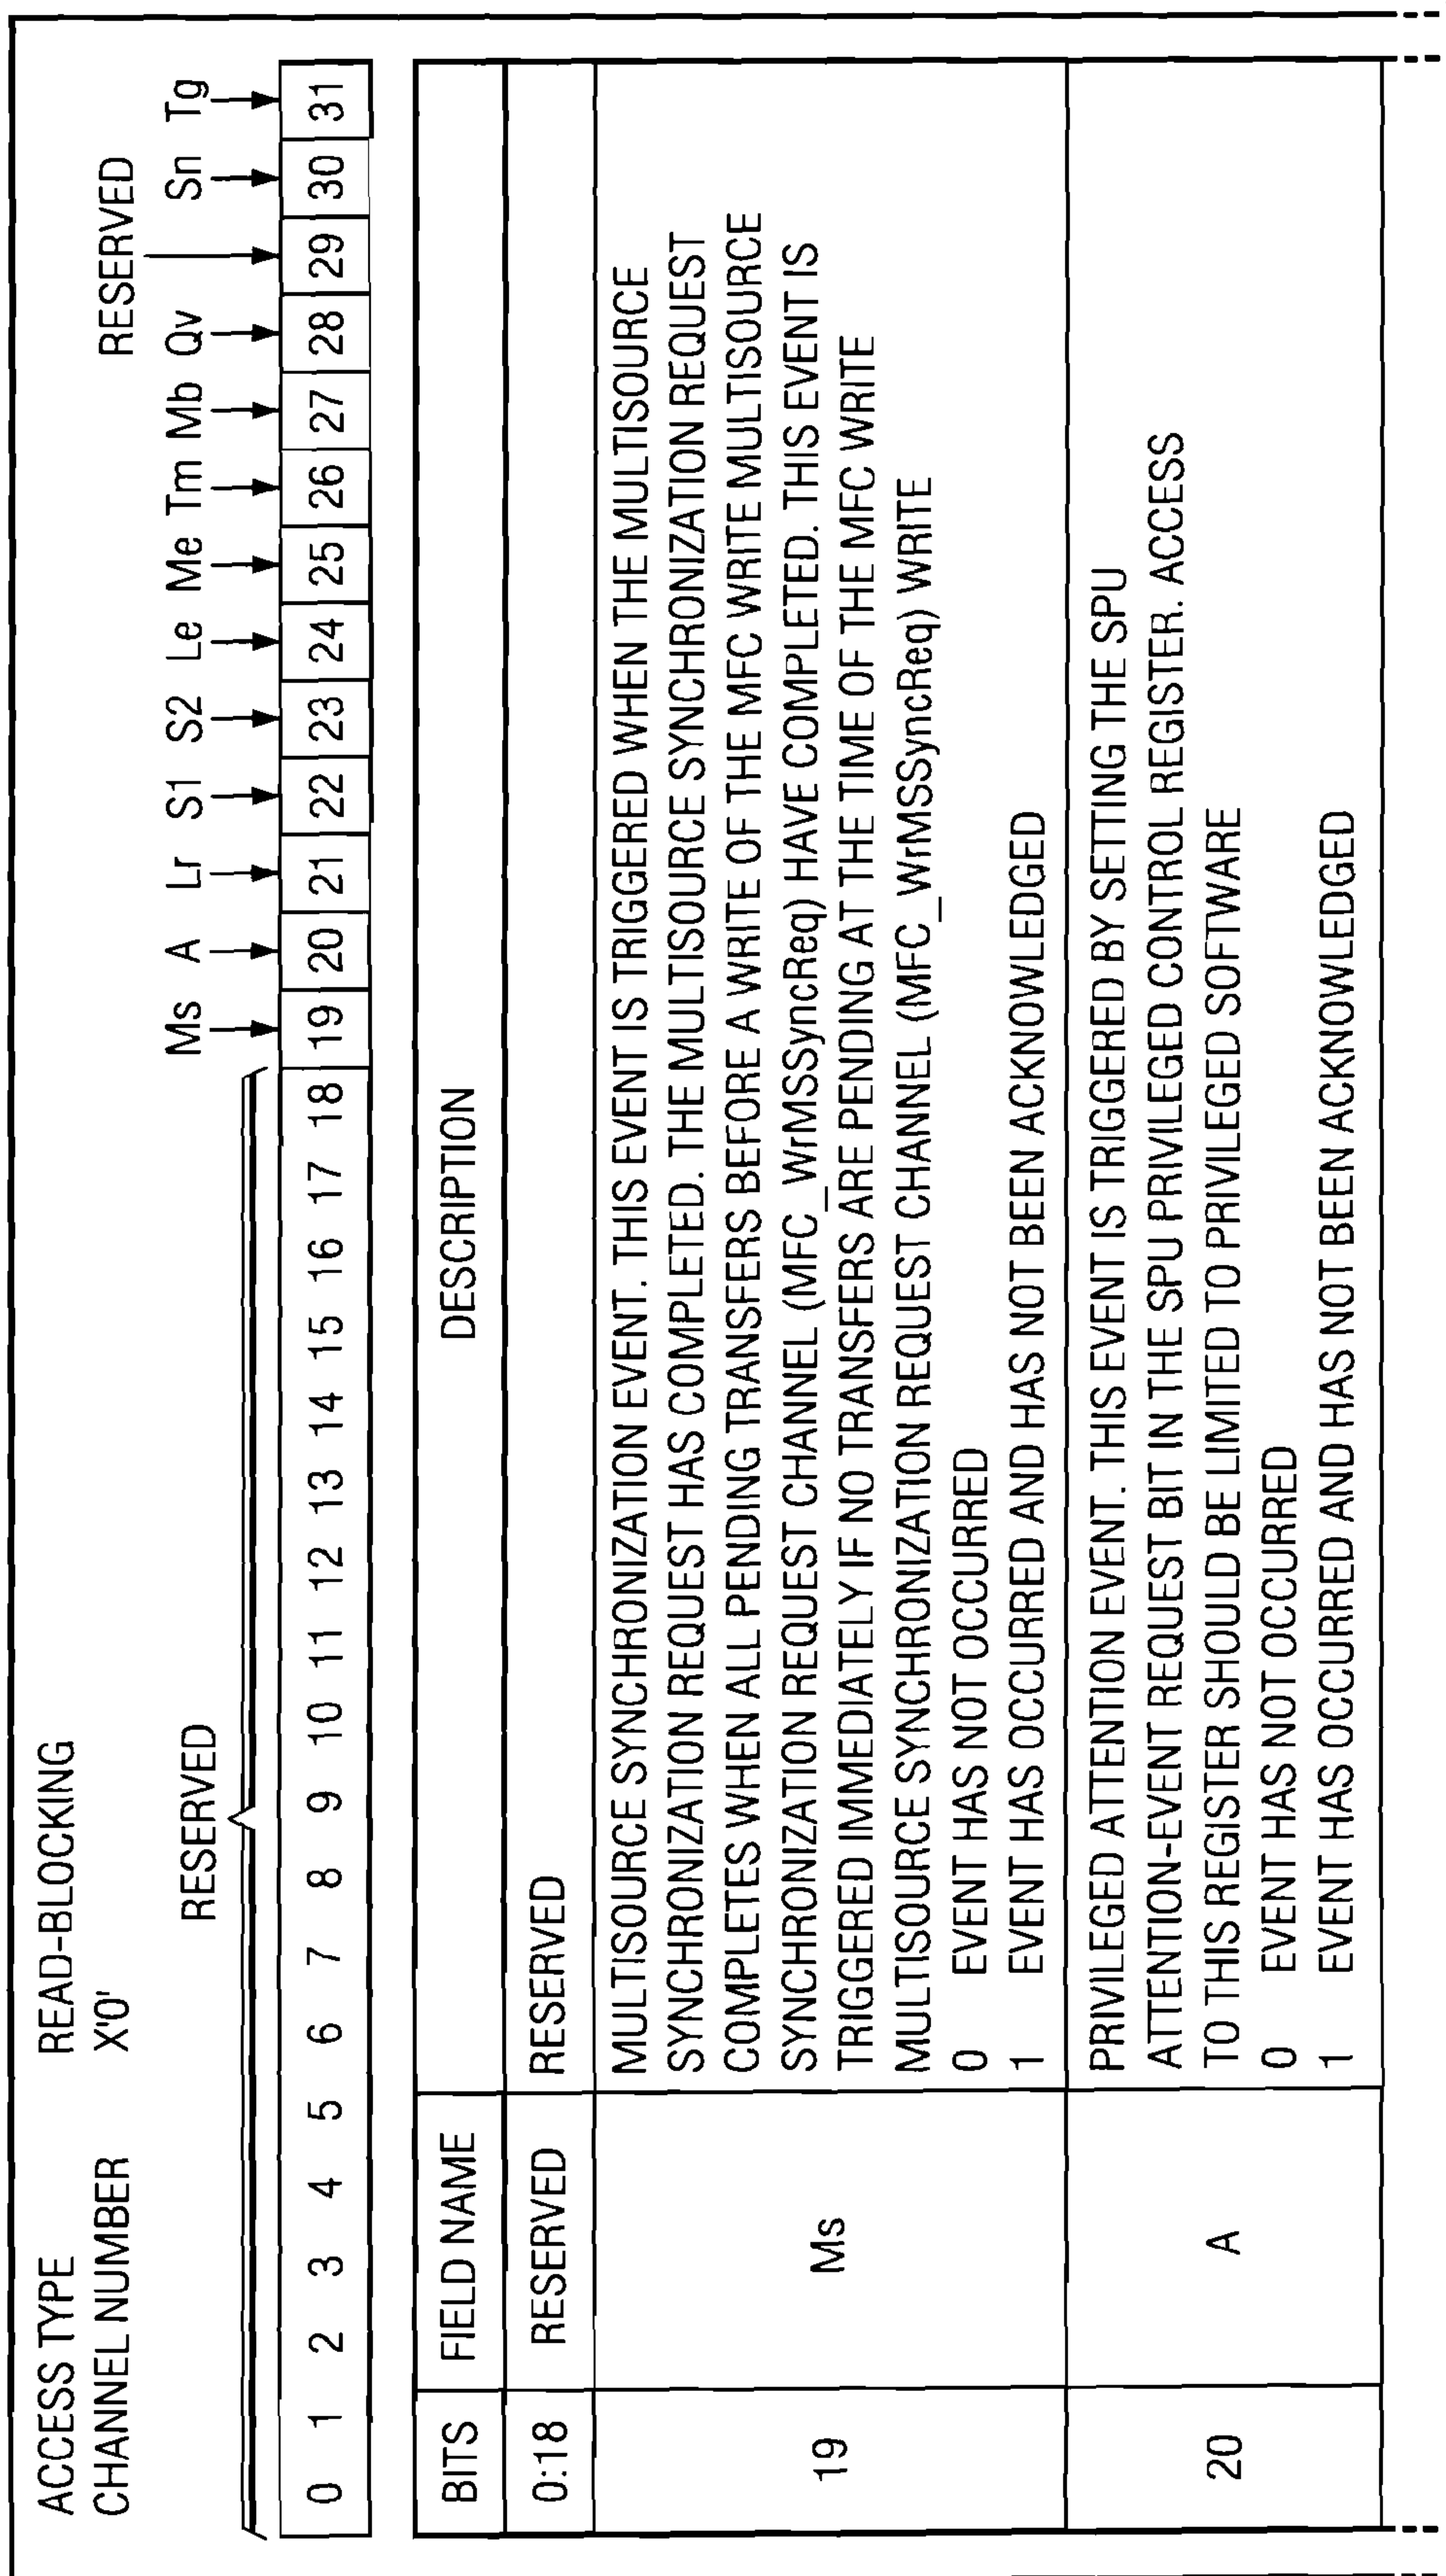 ACCESS TYPE READ-BLOCKING
CHANNEL NUMBER X'0'
RESERVED
RESERVED
Ms A Lr S1 S2 Le Me Tm Mb Qv Sn Tg
0 1 2 3 4 5 6 7 8 9 10 11 12 13 14 15 16 17 18 19 20 21 22 23 24 25 26 27 28 29 30 31
BITS FIELD NAME DESCRIPTION
0:18 RESERVED RESERVED
19 Ms
MULTISOURCE SYNCHRONIZATION EVENT. THIS EVENT IS TRIGGERED WHEN THE MULTISOURCE
SYNCHRONIZATION REQUEST HAS COMPLETED. THE MULTISOURCE SYNCHRONIZATION REQUEST
COMPLETES WHEN ALL PENDING TRANSFERS BEFORE A WRITE OF THE MFC WRITE MULTISOURCE
SYNCHRONIZATION REQUEST CHANNEL (MFC_WrMSSyncReq) HAVE COMPLETED. THIS EVENT IS
TRIGGERED IMMEDIATELY IF NO TRANSFERS ARE PENDING AT THE TIME OF THE MFC WRITE
MULTISOURCE SYNCHRONIZATION REQUEST CHANNEL (MFC_WrMSSyncReq) WRITE
0 EVENT HAS NOT OCCURRED
1 EVENT HAS OCCURRED AND HAS NOT BEEN ACKNOWLEDGED
20 A
PRIVILEGED ATTENTION EVENT. THIS EVENT IS TRIGGERED BY SETTING THE SPU
ATTENTION-EVENT REQUEST BIT IN THE SPU PRIVILEGED CONTROL REGISTER. ACCESS
TO THIS REGISTER SHOULD BE LIMITED TO PRIVILEGED SOFTWARE
0 EVENT HAS NOT OCCURRED
1 EVENT HAS OCCURRED AND HAS NOT BEEN ACKNOWLEDGED